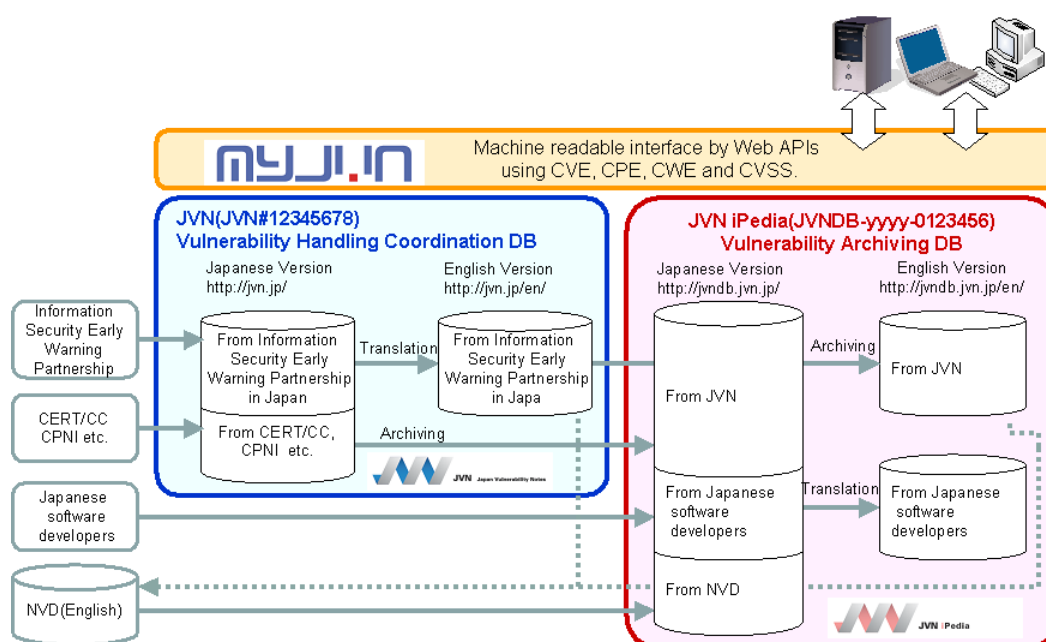 MYJVN
Machine readable interface by Web APIs
using CVE, CPE, CWE and CVSS.
JVN(JVN#12345678)
Vulnerability Handling Coordination DB
Japanese Version
http://jvn.jp/
English Version
http://jvn.jp/en/
JVN iPedia(JVNDB-yyyy-0123456)
Vulnerability Archiving DB
Japanese Version
http://jvndb.jvn.jp/
English Version
http://jvndb.jvn.jp/en/
Information
Security Early
Warning
Partnership
From Information
Security Early
Warning Partnership
in Japan
Translation
From Information
Security Early
Warning Partnership
in Japa
From JVN
Archiving
From JVN
CERT/CC
CPNI etc.
From CERT/CC,
CPNI etc.
Archiving
JVN Japan Vulnerability Notes
Japanese
software
developers
From Japanese
software
developers
Translation
From Japanese
software
developers
NVD(English)
From NVD
JVN iPedia